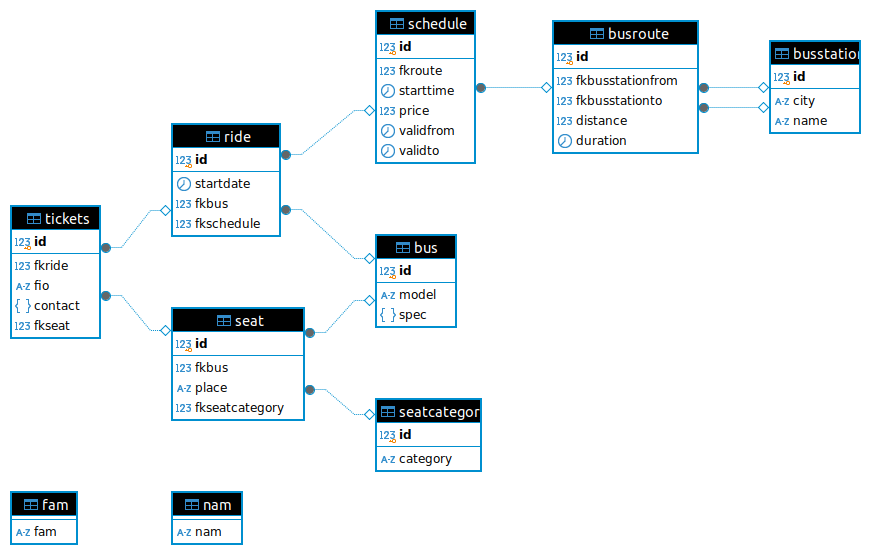 schedule
123 id
123 fkroute
starttime
123 price
validfrom
validto
busroute
123 id
123 fkbusstationfrom
123 fkbusstationto
123 distance
duration
busstation
123 id
A-Z city
A-Z name
ride
123 id
startdate
123 fkbus
123 fkschedule
tickets
123 id
123 fkride
A-Z fio
{ } contact
123 fkseat
bus
123 id
A-Z model
{ } spec
seat
123 id
123 fkbus
A-Z place
123 fkseatcategory
seatcategor
123 id
A-Z category
fam
A-Z fam
nam
A-Z nam